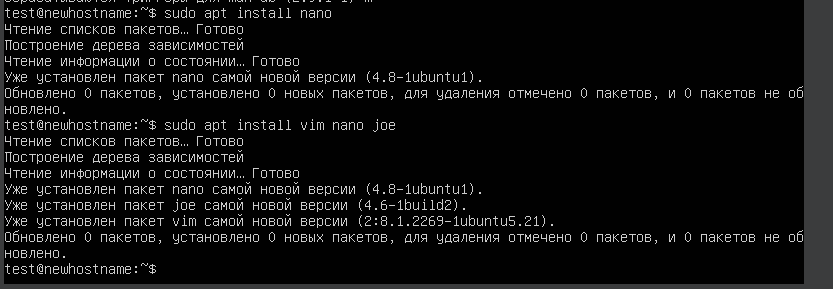 test@newhostname:~$ sudo apt install nano
Чтение списков пакетов… Готово
Построение дерева зависимостей
Чтение информации о состоянии… Готово
Уже установлен пакет nano самой новой версии (4.8-1ubuntu1).
Обновлено 0 пакетов, установлено 0 новых пакетов, для удаления отмечено 0 пакетов, и 0 пакетов не об
новлено.
test@newhostname:~$ sudo apt install vim nano joe
Чтение списков пакетов… Готово
Построение дерева зависимостей
Чтение информации о состоянии… Готово
Уже установлен пакет nano самой новой версии (4.8-1ubuntu1).
Уже установлен пакет joe самой новой версии (4.6-1build2).
Уже установлен пакет vim самой новой версии (2:8.1.2269-1ubuntu5.21).
Обновлено 0 пакетов, установлено 0 новых пакетов, для удаления отмечено 0 пакетов, и 0 пакетов не об
новлено.
test@newhostname:~$